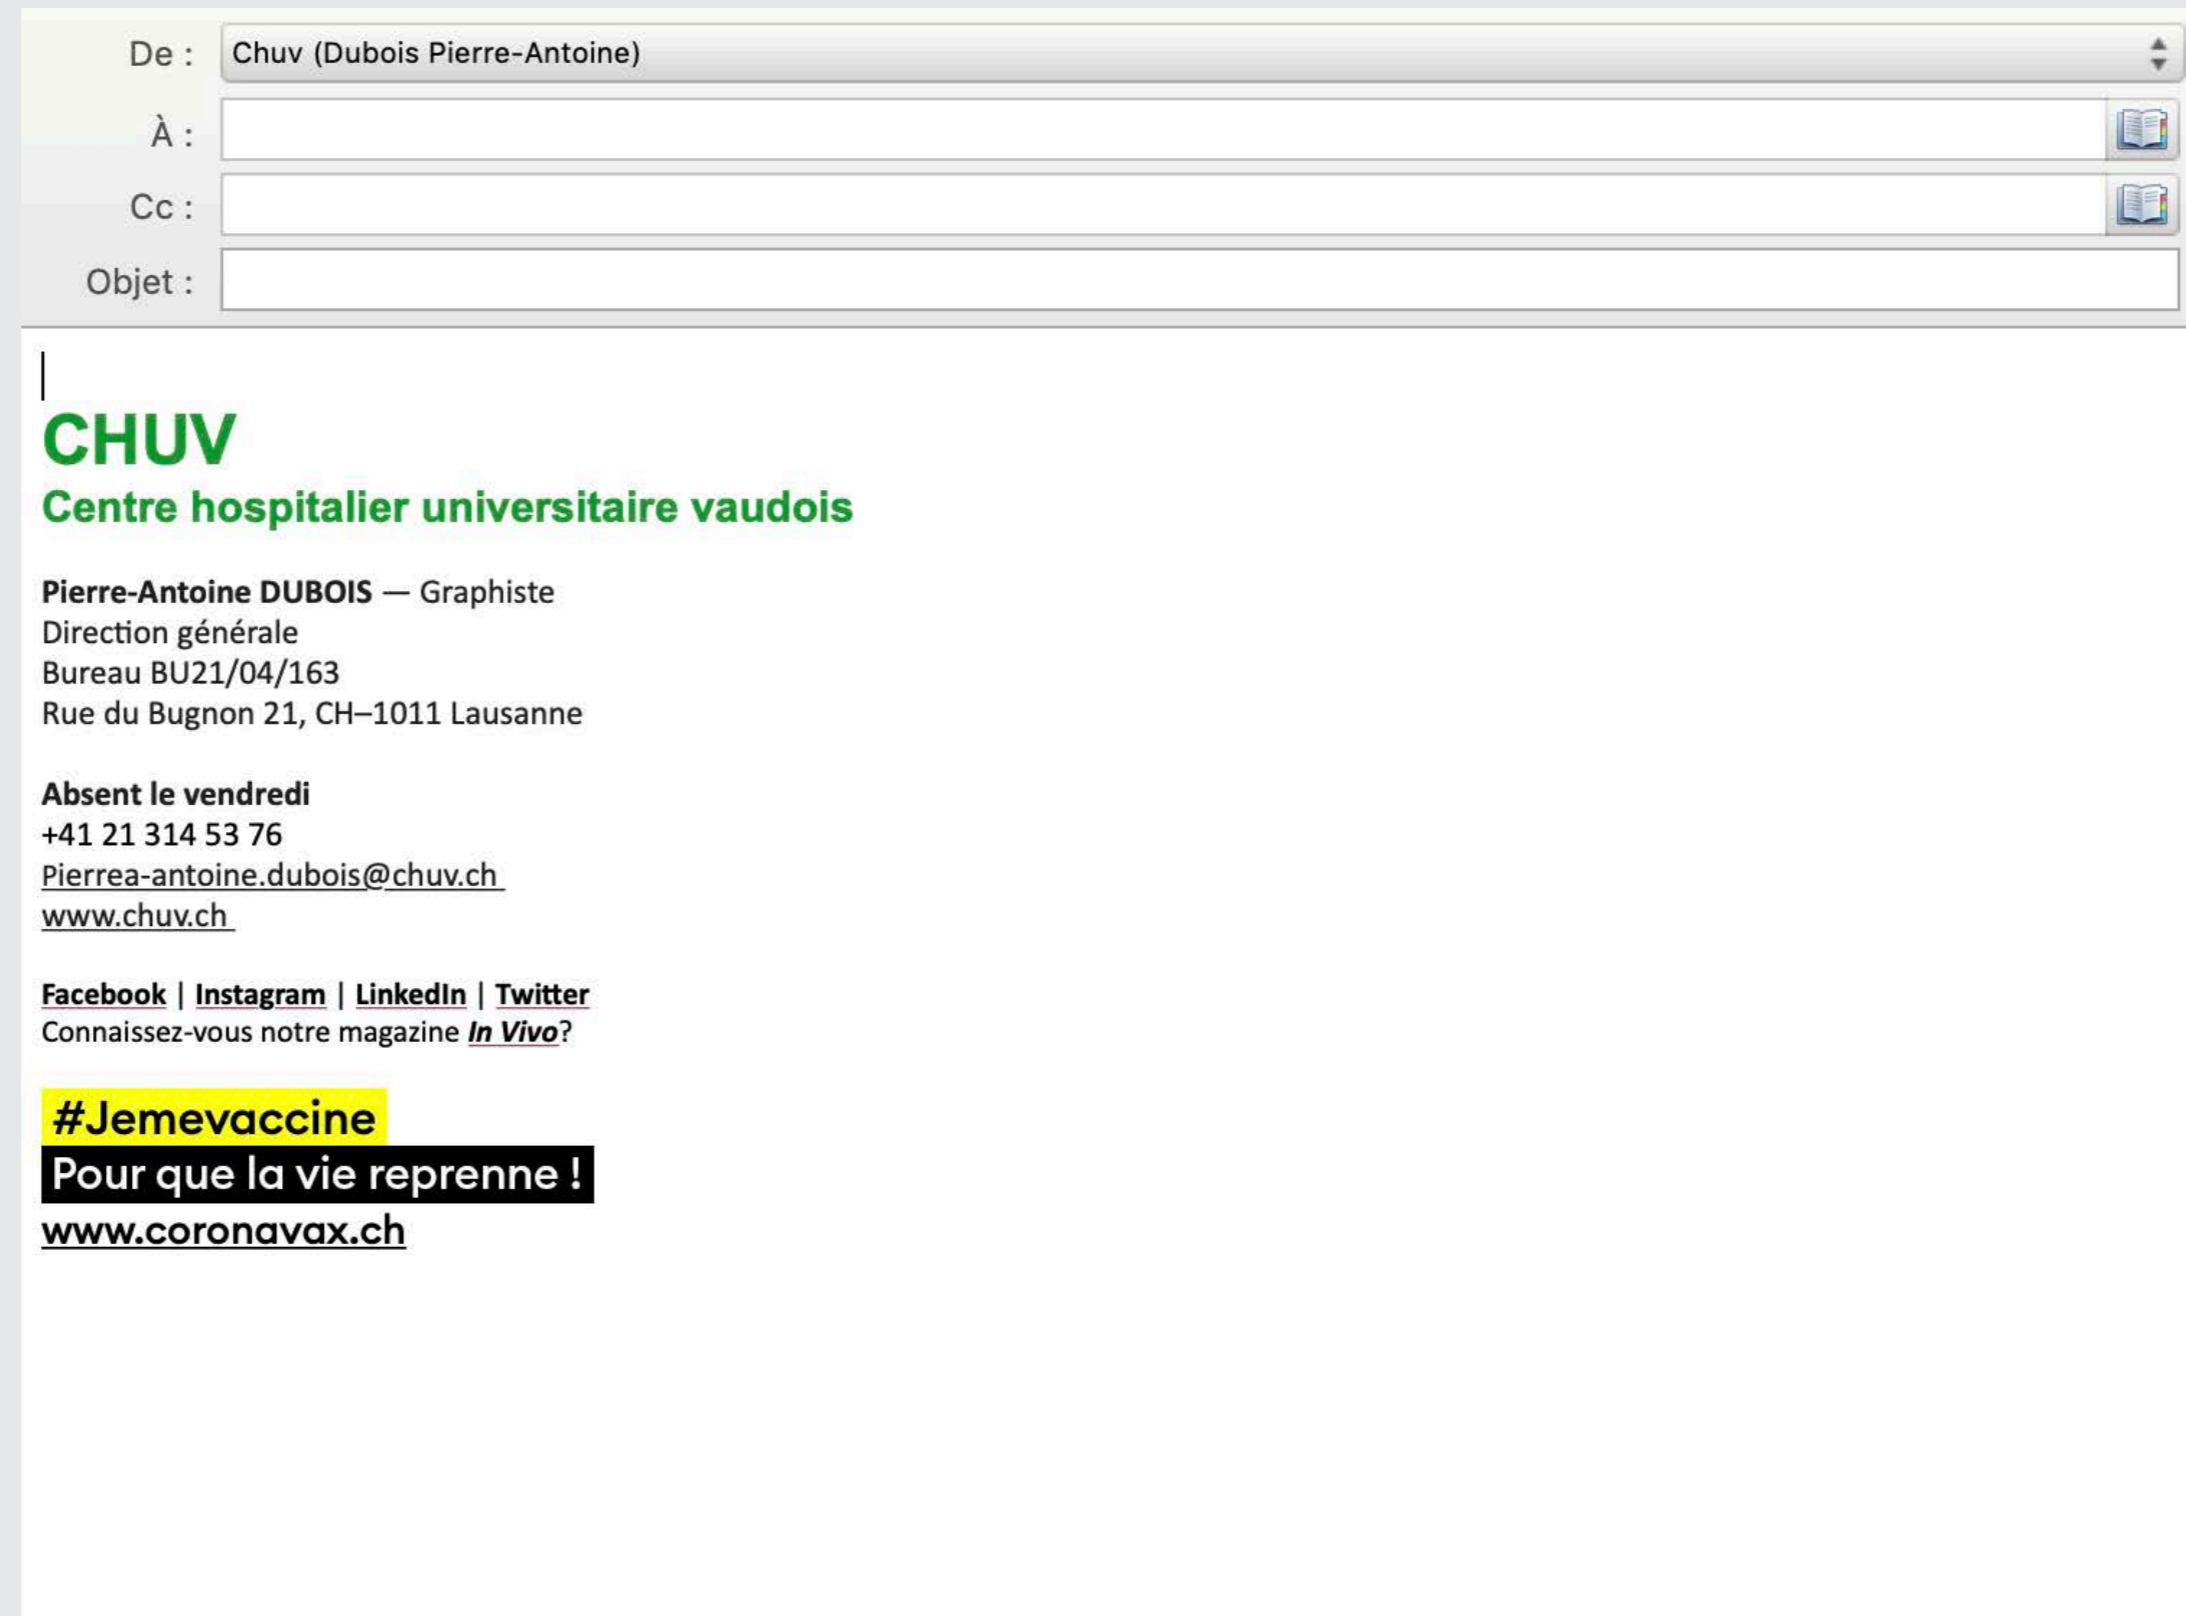 De : Chuv (Dubois Pierre-Antoine)
À :
Cc :
Objet :
CHUV
Centre hospitalier universitaire vaudois
Pierre-Antoine DUBOIS — Graphiste
Direction générale
Bureau BU21/04/163
Rue du Bugnon 21, CH–1011 Lausanne
Absent le vendredi
+41 21 314 53 76
Pierrea-antoine.dubois@chuv.ch
www.chuv.ch
Facebook | Instagram | LinkedIn | Twitter
Connaissez-vous notre magazine In Vivo?
#Jemevaccine
Pour que la vie reprenne !
www.coronavax.ch